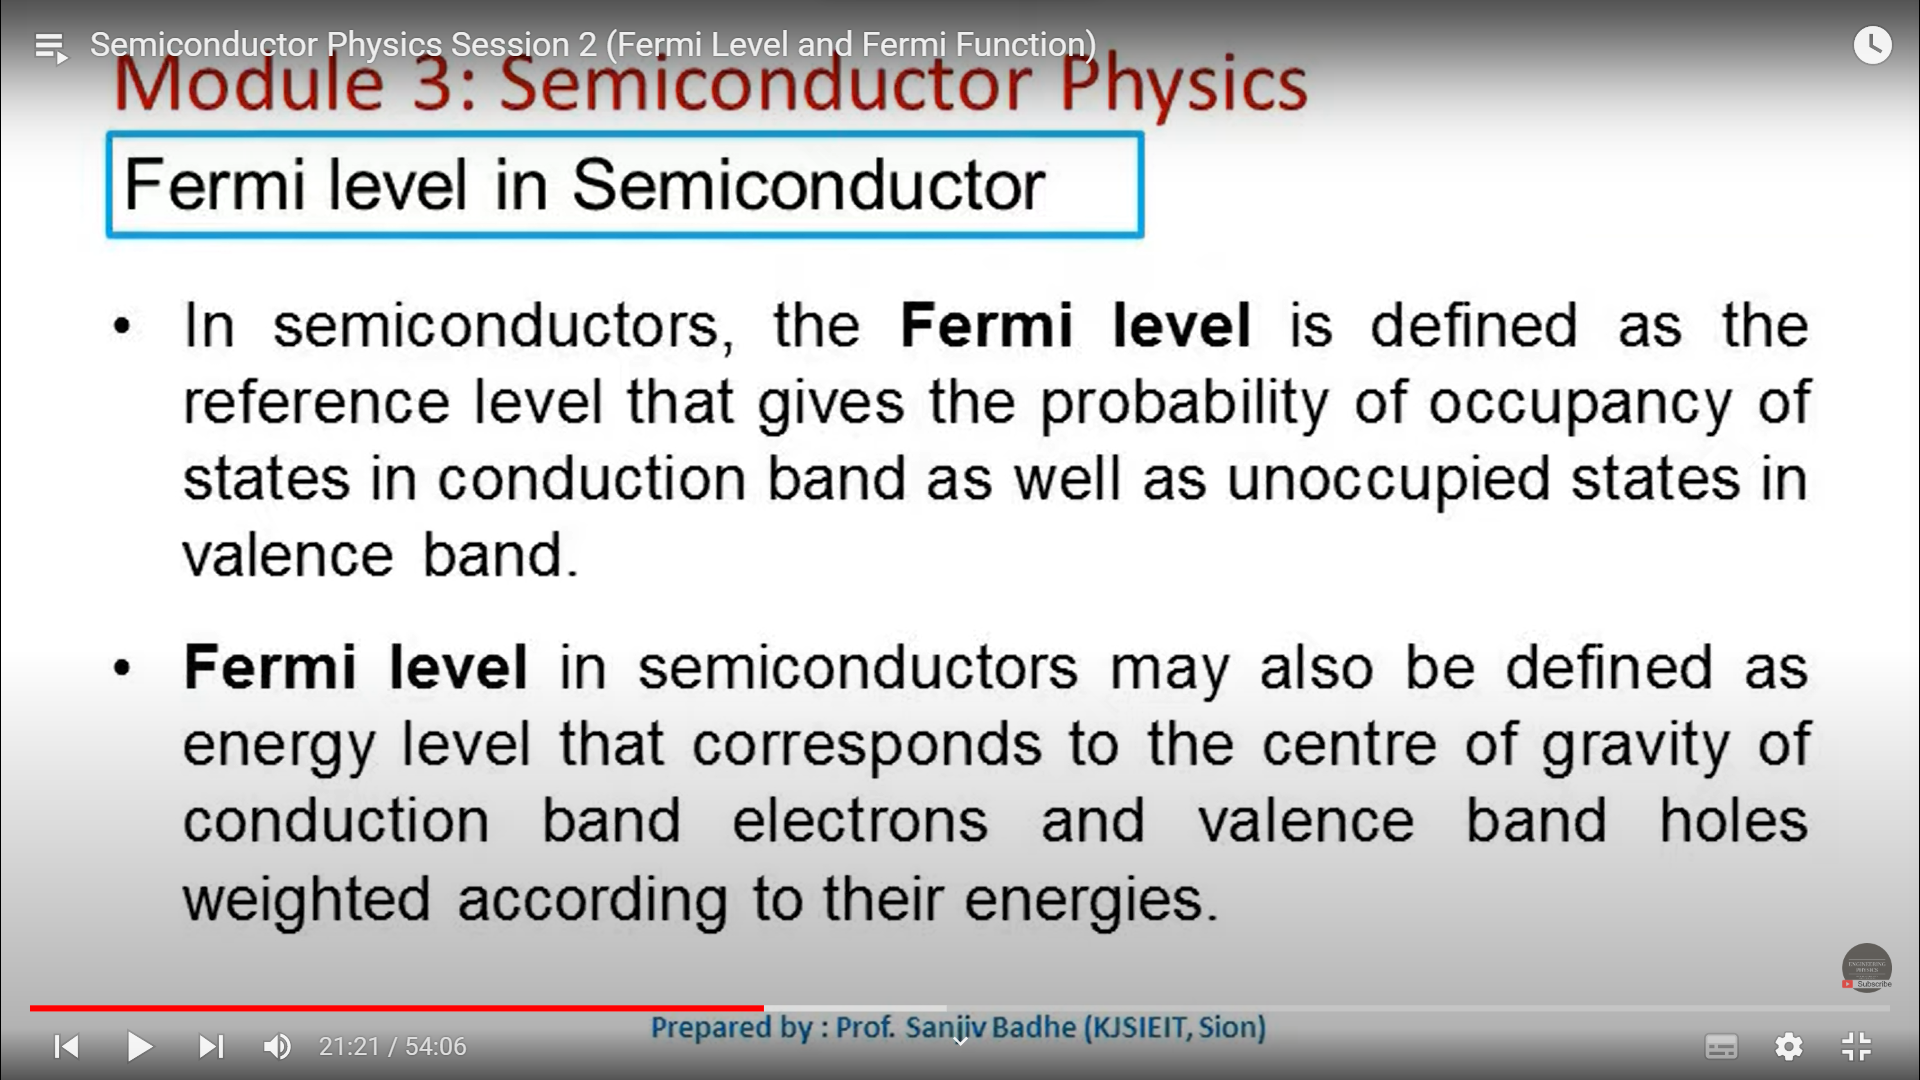 Semiconductor Physics Session 2 (Fermi Level and Fermi Function)
Module 3: Semiconductor Physics
Fermi level in Semiconductor
• In semiconductors, the Fermi level is defined as the
reference level that gives the probability of occupancy of
states in conduction band as well as unoccupied states in
valence band.
• Fermi level in semiconductors may also be defined as
energy level that corresponds to the centre of gravity of
conduction band electrons and valence band holes
weighted according to their energies.
ENGINEERING
PHYSICS
Subscribe
Prepared by : Prof. Sanjiv Badhe (KJSIEIT, Sion)
21:21 / 54:06